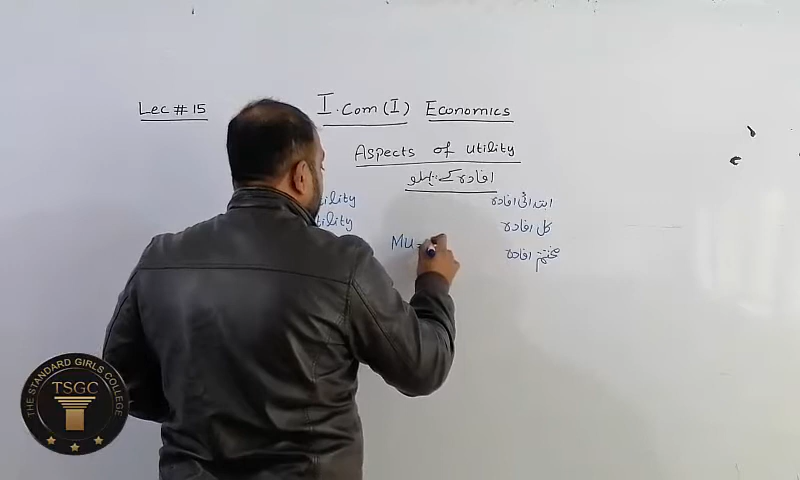 Lec # 15 I. Com (I) Economics
Aspects of utility
افادہ کے پہلو
ility ابتدائی افادہ
tility کل افادہ
Mu =
مختتم افادہ
THE STANDARD GIRLS COLLEGE
TSGC